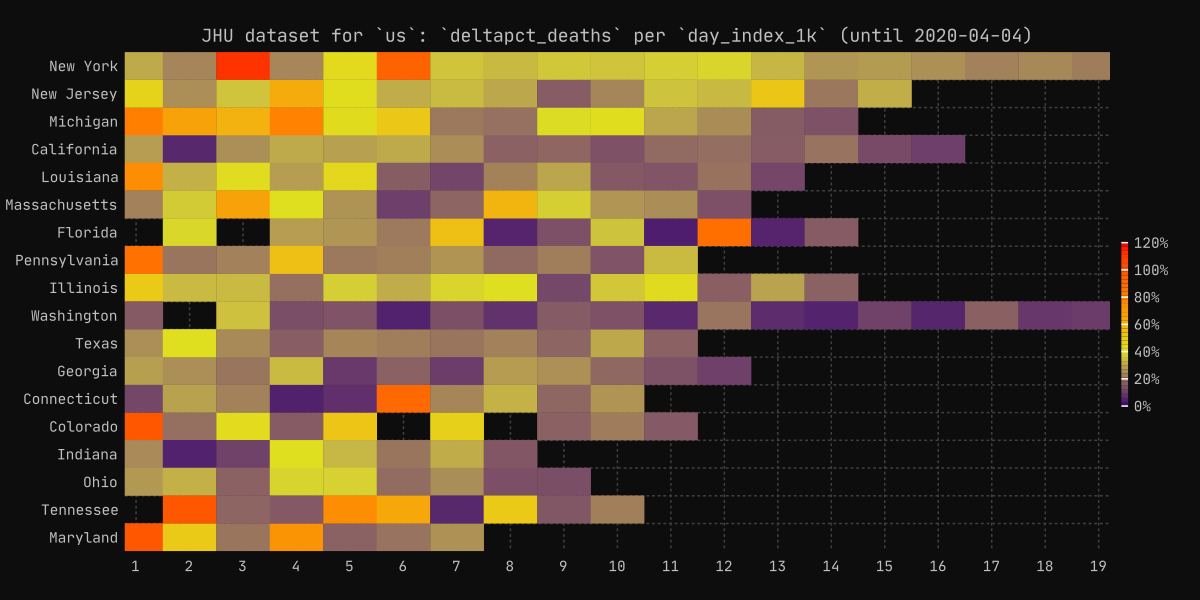 JHU dataset for `us`: `deltapct_deaths` per `day_index_1k` (until 2020-04-04)
New York
New Jersey
Michigan
California
Louisiana
Massachusetts
Florida
Pennsylvania
Illinois
Washington
Texas
Georgia
Connecticut
Colorado
Indiana
Ohio
Tennessee
Maryland
1 2 3 4 5 6 7 8 9 10 11 12 13 14 15 16 17 18 19
120%
100%
80%
60%
40%
20%
0%